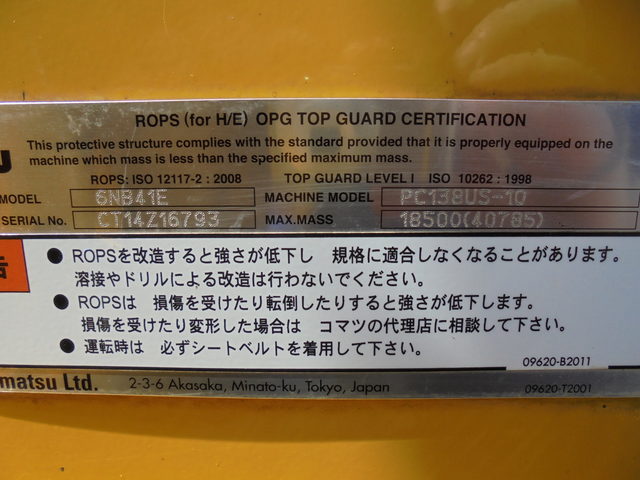 ROPS (for H/E) OPG TOP GUARD CERTIFICATION
This protective structure complies with the standard provided that it is properly equipped on the
machine which mass is less than the specified maximum mass.
ROPS: ISO 12117-2 : 2008 TOP GUARD LEVEL I ISO 10262 : 1998
MODEL 6NB41E MACHINE MODEL PC138US-10
SERIAL No. CT14Z16793 MAX.MASS 18500(40785)
● ROPSを改造すると強さが低下し 規格に適合しなくなることがあります。
溶接やドリルによる改造は行わないでください。
● ROPSは 損傷を受けたり転倒したりすると強さが低下します。
損傷を受けたり変形した場合は コマツの代理店に相談して下さい。
● 運転時は 必ずシートベルトを着用して下さい。
09620-B2011
matsu Ltd. 2-3-6 Akasaka, Minato-ku, Tokyo, Japan 09620-T2001